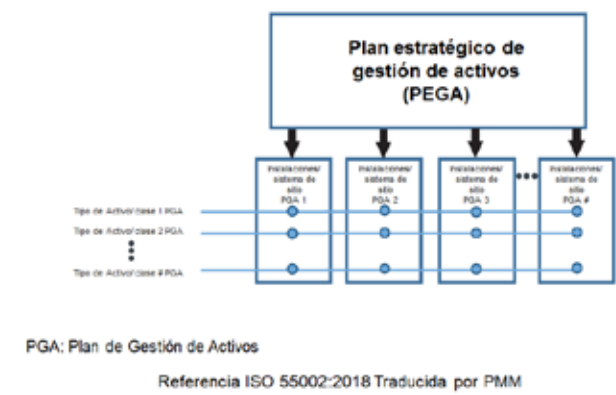 Plan estratégico de
gestión de activos
(PEGA)
Instalaciones/
sistema de
sitio
PGA 1
Instalaciones/
sistema de
sitio
PGA 2
Instalaciones/
sistema de
sitio
PGA 3
Instalaciones/
sistema de
sitio
PGA #
Tipo de Activo/clase 1 PGA
Tipo de Activo/clase 2 PGA
Tipo de Activo/clase # PGA
PGA: Plan de Gestión de Activos
Referencia ISO 55002:2018 Traducida por PMM